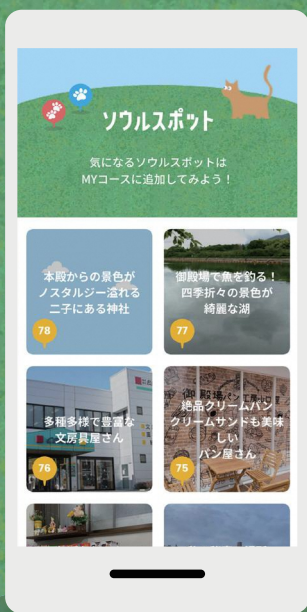 ソウルスポット
気になるソウルスポットは
MYコースに追加してみよう！
本殿からの景色が
ノスタルジー溢れる
二子にある神社
78
御殿場で魚を釣る！
四季折々の景色が
綺麗な湖
77
多種多様で豊富な
文房具屋さん
76
絶品クリームパン
クリームサンドも美味
しい
パン屋さん
75